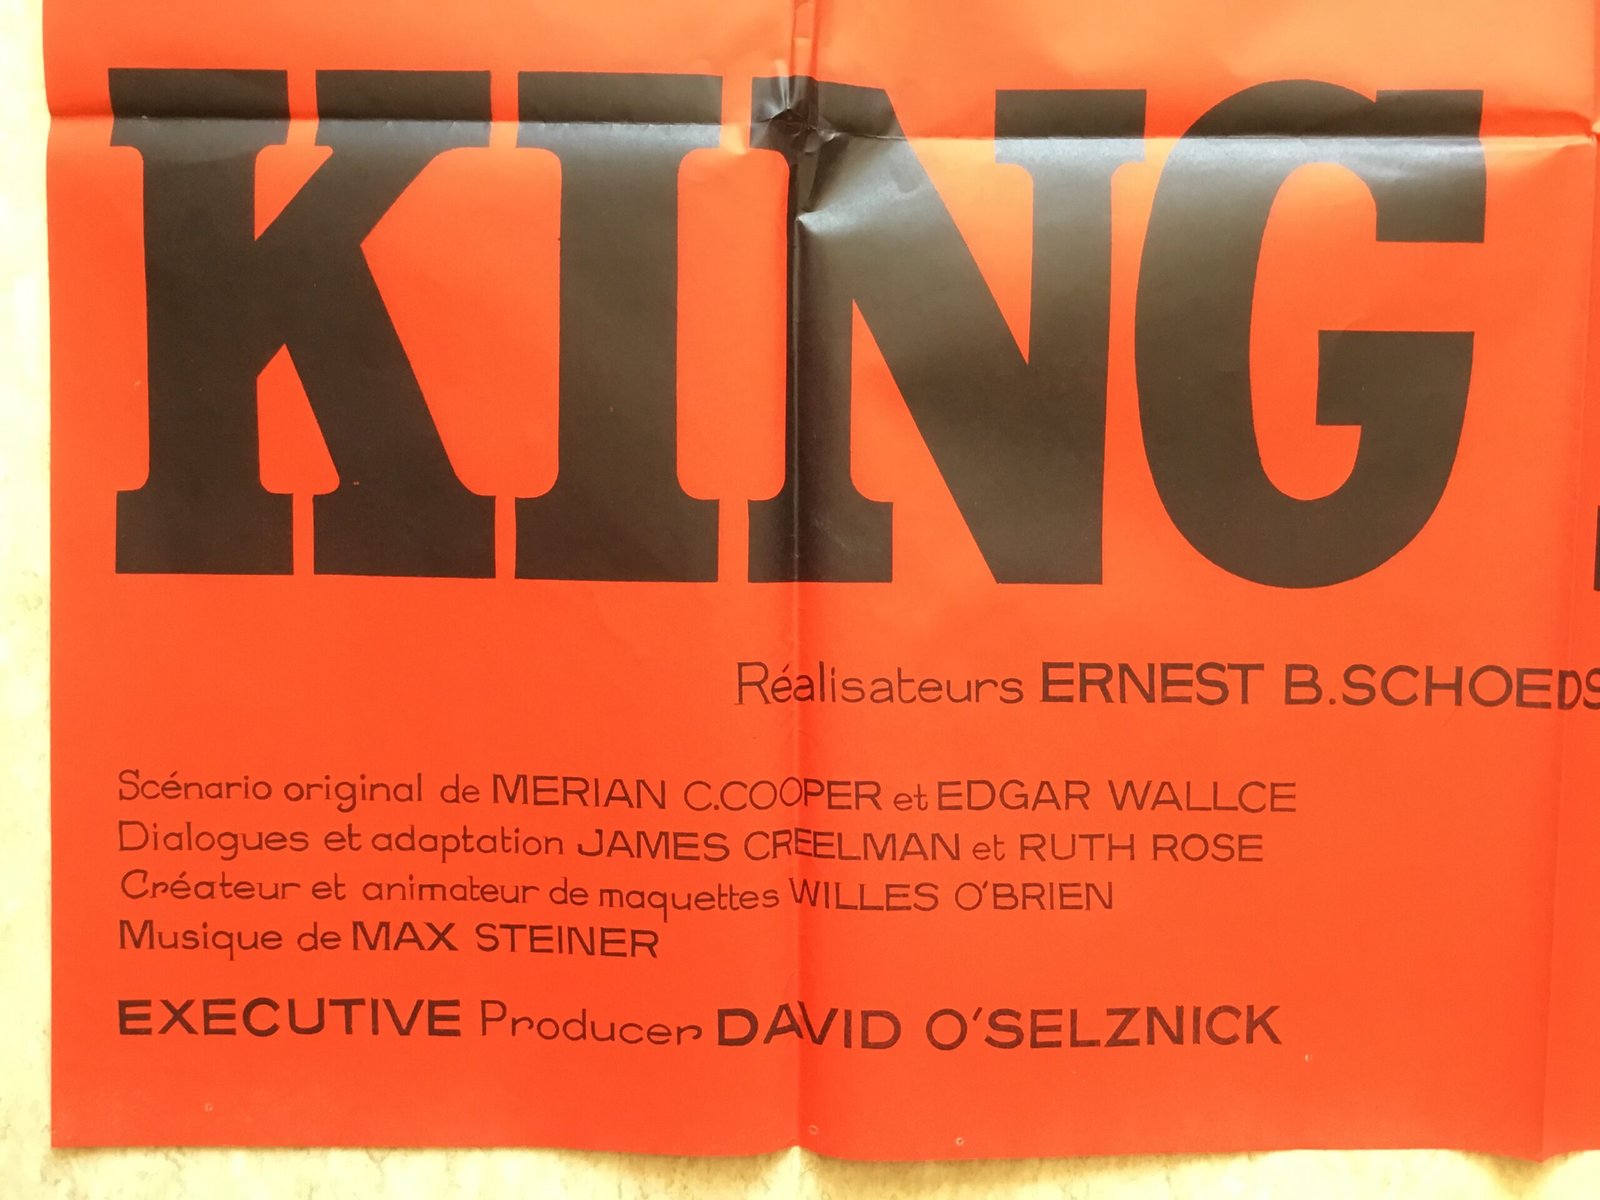 KING
Réalisateurs ERNEST B.SCHOEDS
Scénario original de MERIAN C.COOPER et EDGAR WALLCE
Dialogues et adaptation JAMES CREELMAN et RUTH ROSE
Créateur et animateur de maquettes WILLES O'BRIEN
Musique de MAX STEINER
EXECUTIVE Producer DAVID O'SELZNICK